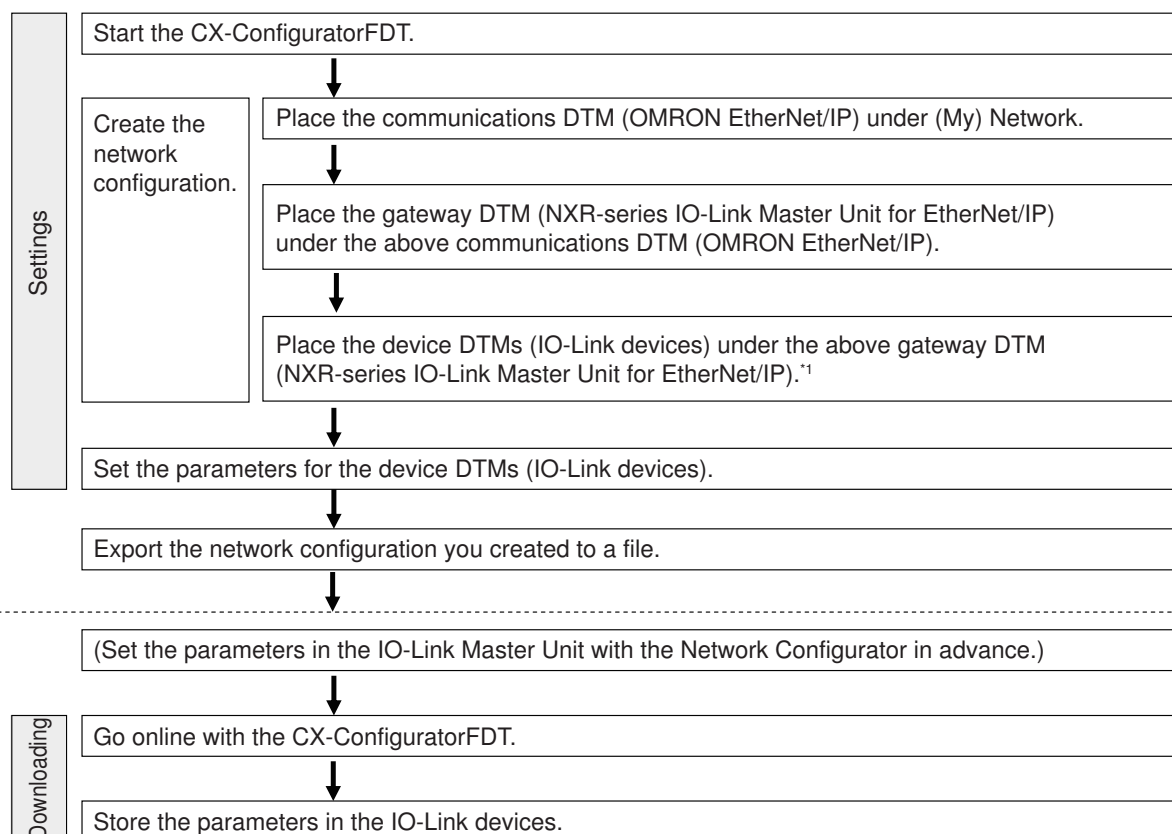 Settings
Start the CX-ConfiguratorFDT.
Create the
network
configuration.
Place the communications DTM (OMRON EtherNet/IP) under (My) Network.
Place the gateway DTM (NXR-series IO-Link Master Unit for EtherNet/IP)
under the above communications DTM (OMRON EtherNet/IP).
Place the device DTMs (IO-Link devices) under the above gateway DTM
(NXR-series IO-Link Master Unit for EtherNet/IP).*1
Set the parameters for the device DTMs (IO-Link devices).
Export the network configuration you created to a file.
(Set the parameters in the IO-Link Master Unit with the Network Configurator in advance.)
Downloading
Go online with the CX-ConfiguratorFDT.
Store the parameters in the IO-Link devices.